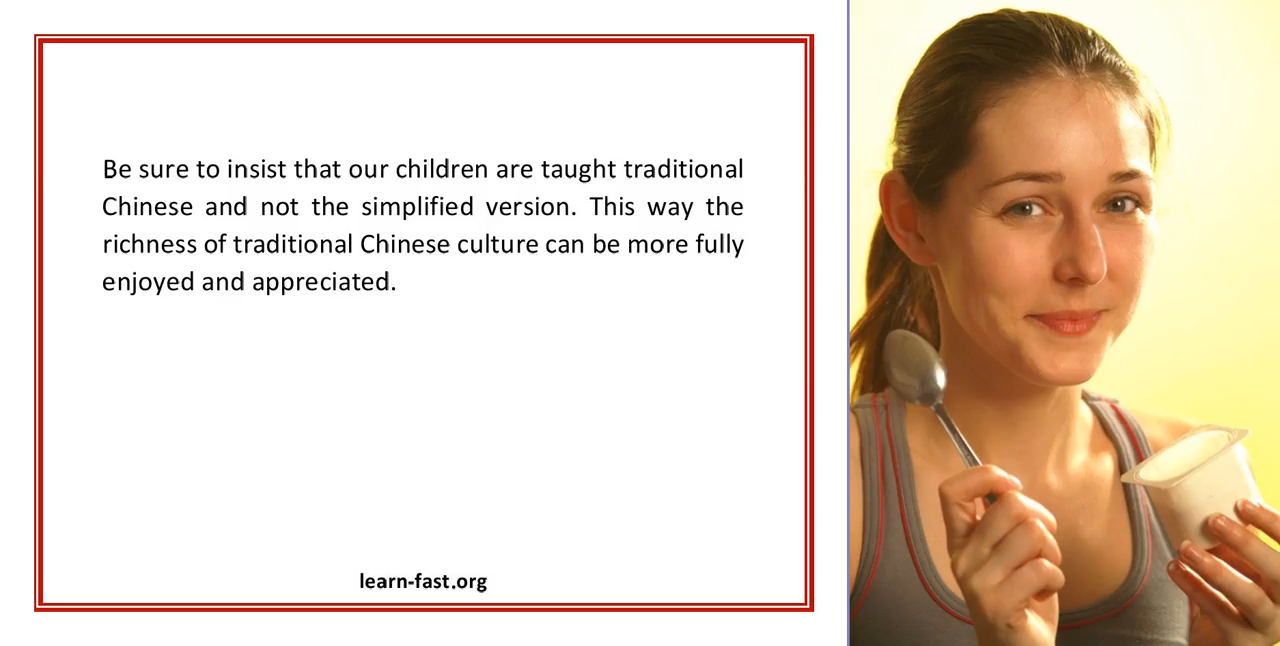 Be sure to insist that our children are taught traditional
Chinese and not the simplified version. This way the
richness of traditional Chinese culture can be more fully
enjoyed and appreciated.
learn-fast.org